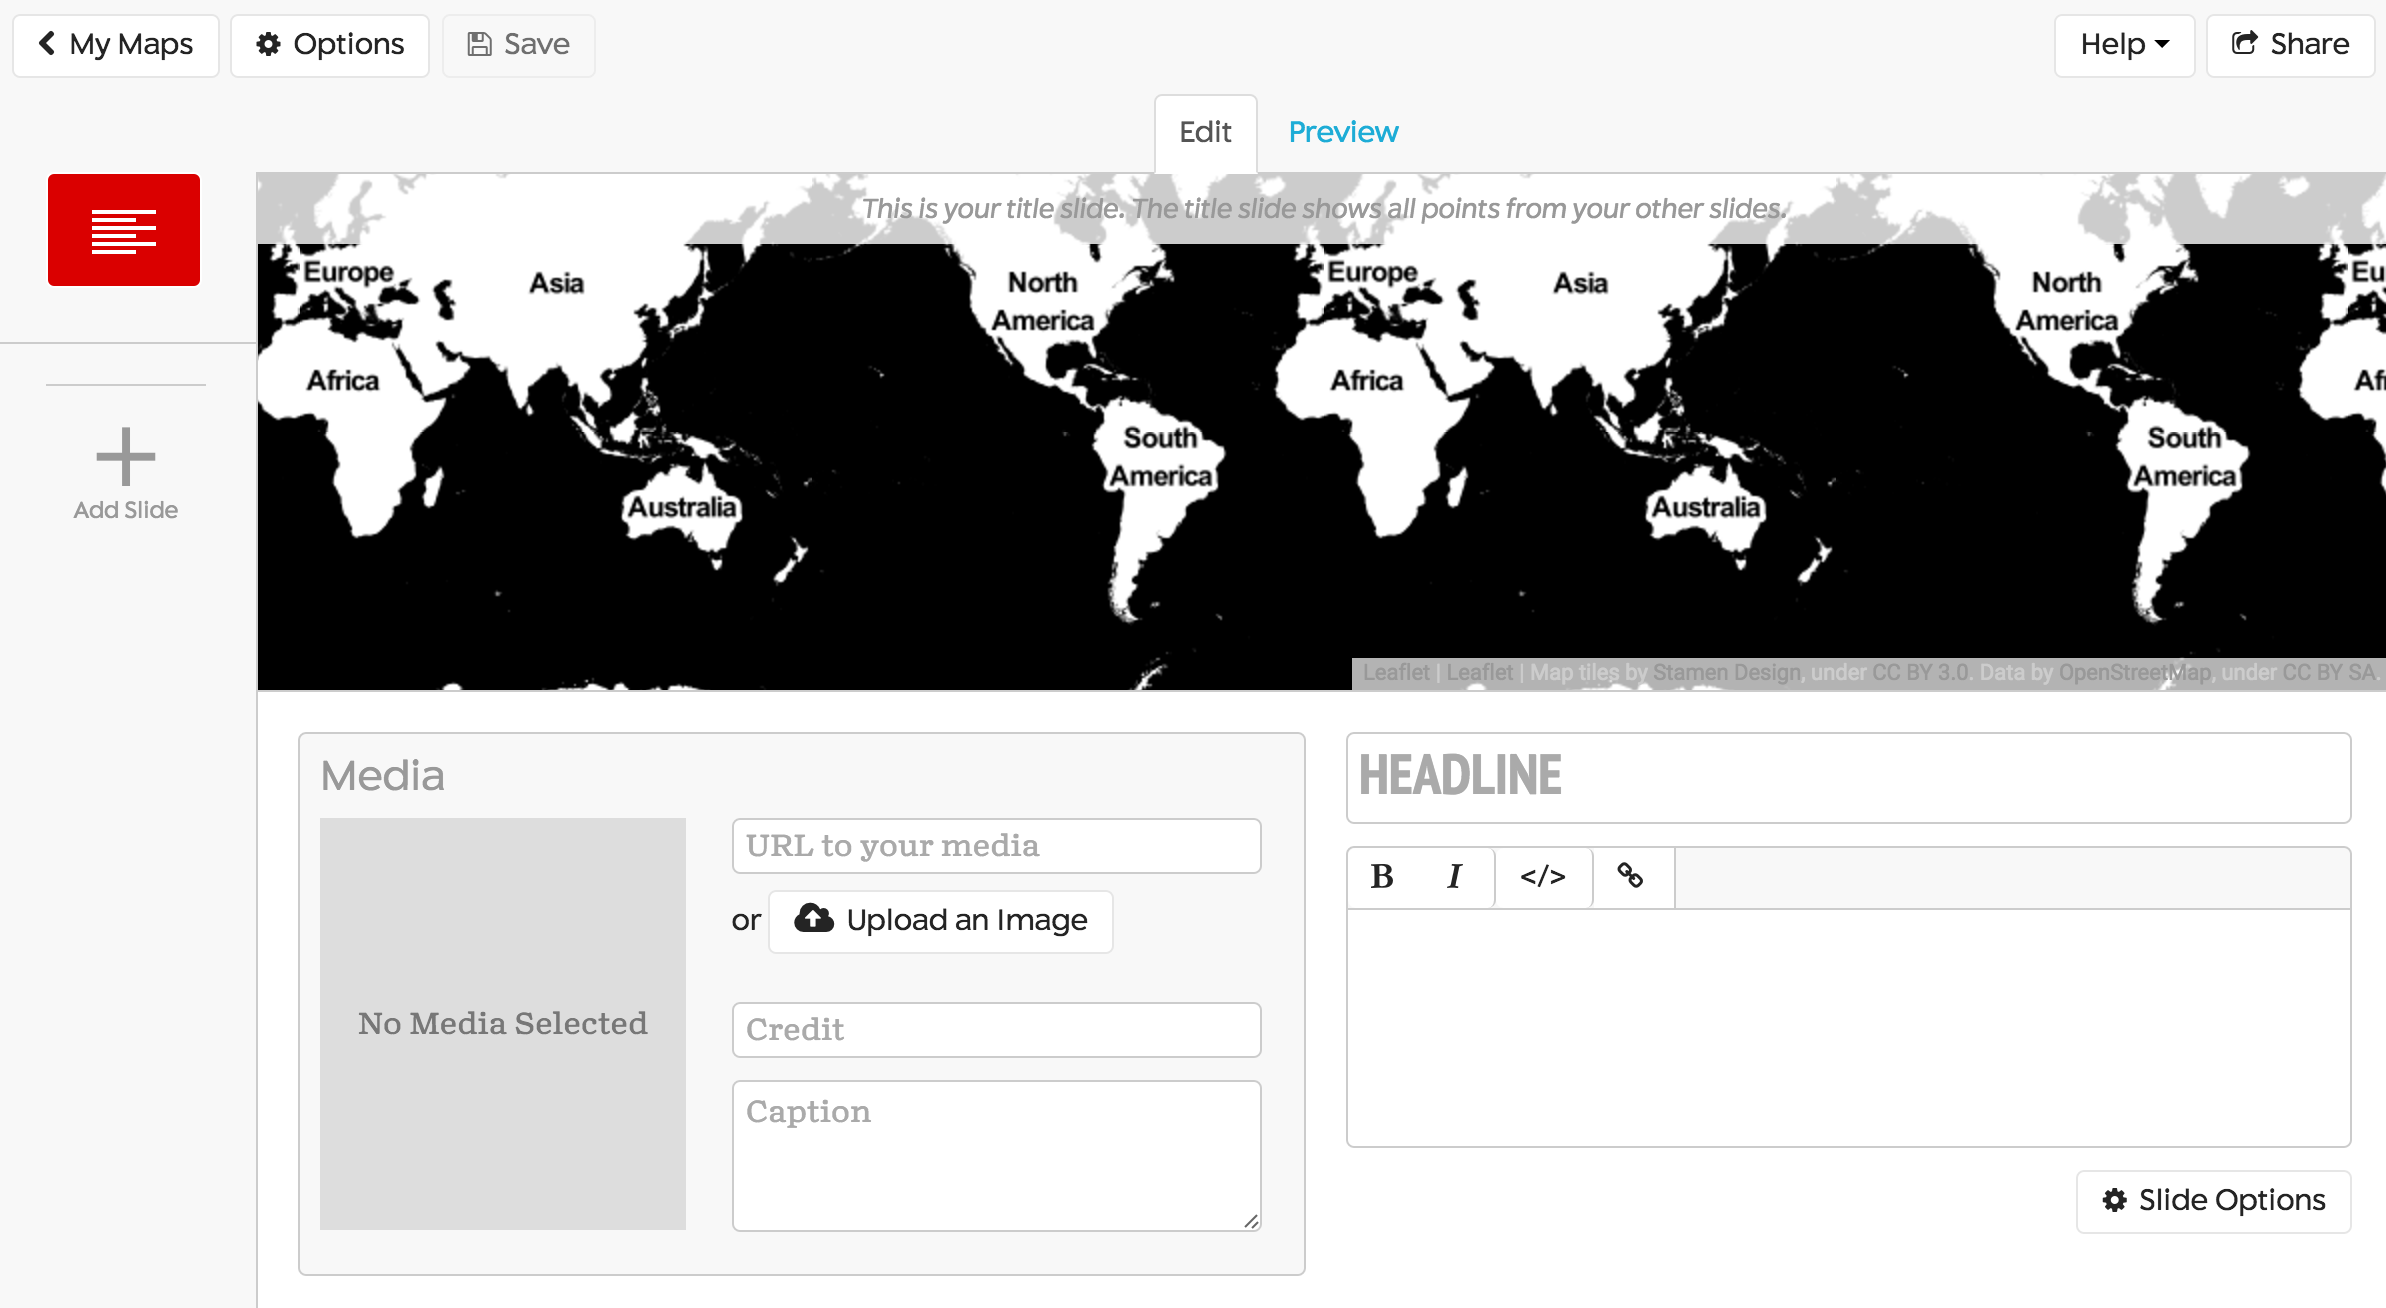 My Maps
Options
Save
Help
Share
Edit
Preview
This is your title slide. The title slide shows all points from your other slides.
Add Slide
Europe
Asia
North
America
Africa
South
America
Australia
Europe
Asia
North
America
Africa
South
America
Australia
Eu
Af
Leaflet | Leaflet | Map tiles by Stamen Design, under CC BY 3.0. Data by OpenStreetMap, under CC BY SA.
Media
No Media Selected
URL to your media
or Upload an Image
Credit
Caption
HEADLINE
B I </>
Slide Options